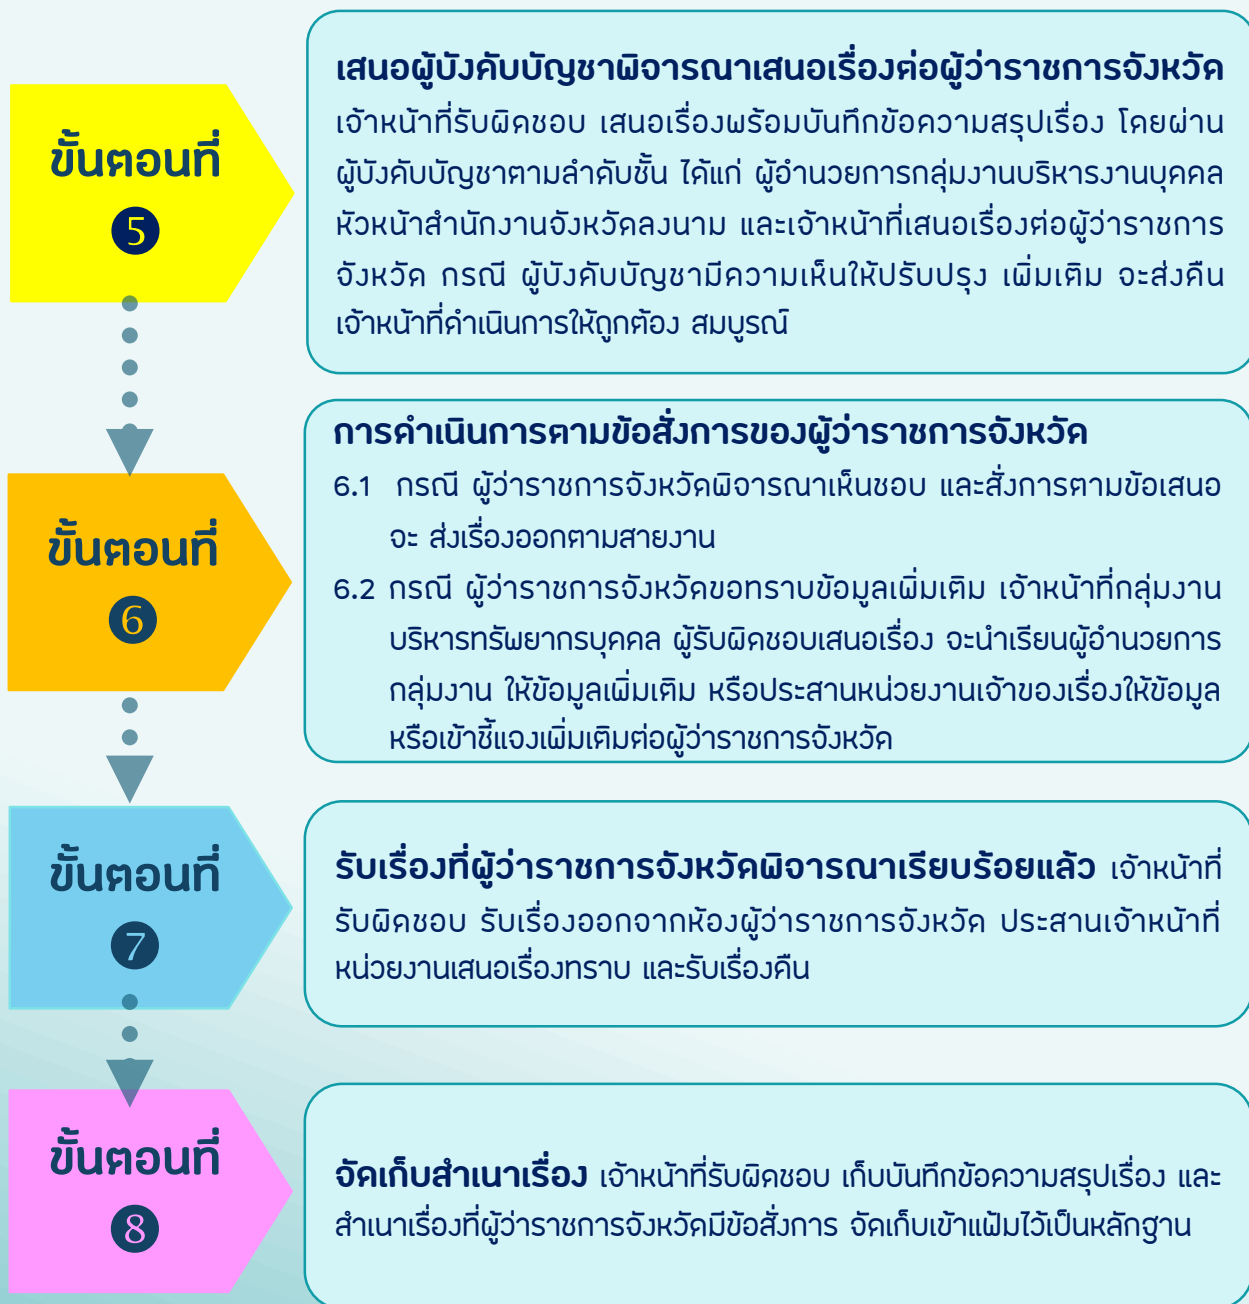 ขั้นตอนที่
5
เสนอผู้บังคับบัญชาพิจารณาเสนอเรื่องต่อผู้ว่าราชการจังหวัด
เจ้าหน้าที่รับผิดชอบ เสนอเรื่องพร้อมบันทึกข้อความสรุปเรื่อง โดยผ่าน
ผู้บังคับบัญชาตามลำดับชั้น ได้แก่ ผู้อำนวยการกลุ่มงานบริหารงานบุคคล
หัวหน้าสำนักงานจังหวัดลงนาม และเจ้าหน้าที่เสนอเรื่องต่อผู้ว่าราชการ
จังหวัด กรณี ผู้บังคับบัญชามีความเห็นให้ปรับปรุง เพิ่มเติม จะส่งคืน
เจ้าหน้าที่ดำเนินการให้ถูกต้อง สมบูรณ์
ขั้นตอนที่
6
การดำเนินการตามข้อสั่งการของผู้ว่าราชการจังหวัด
6.1 กรณี ผู้ว่าราชการจังหวัดพิจารณาเห็นชอบ และสั่งการตามข้อเสนอ
จะ ส่งเรื่องออกตามสายงาน
6.2 กรณี ผู้ว่าราชการจังหวัดขอทราบข้อมูลเพิ่มเติม เจ้าหน้าที่กลุ่มงาน
บริหารทรัพยากรบุคคล ผู้รับผิดชอบเสนอเรื่อง จะนำเรียนผู้อำนวยการ
กลุ่มงาน ให้ข้อมูลเพิ่มเติม หรือประสานหน่วยงานเจ้าของเรื่องให้ข้อมูล
หรือเข้าชี้แจงเพิ่มเติมต่อผู้ว่าราชการจังหวัด
ขั้นตอนที่
7
รับเรื่องที่ผู้ว่าราชการจังหวัดพิจารณาเรียบร้อยแล้ว เจ้าหน้าที่
รับผิดชอบ รับเรื่องออกจากห้องผู้ว่าราชการจังหวัด ประสานเจ้าหน้าที่
หน่วยงานเสนอเรื่องทราบ และรับเรื่องคืน
ขั้นตอนที่
8
จัดเก็บสำเนาเรื่อง เจ้าหน้าที่รับผิดชอบ เก็บบันทึกข้อความสรุปเรื่อง และ
สำเนาเรื่องที่ผู้ว่าราชการจังหวัดมีข้อสั่งการ จัดเก็บเข้าแฟ้มไว้เป็นหลักฐาน